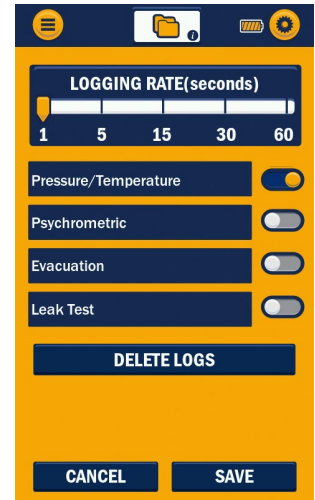 i
LOGGING RATE(seconds)
1 5 15 30 60
Pressure/Temperature
Psychrometric
Evacuation
Leak Test
DELETE LOGS
CANCEL SAVE